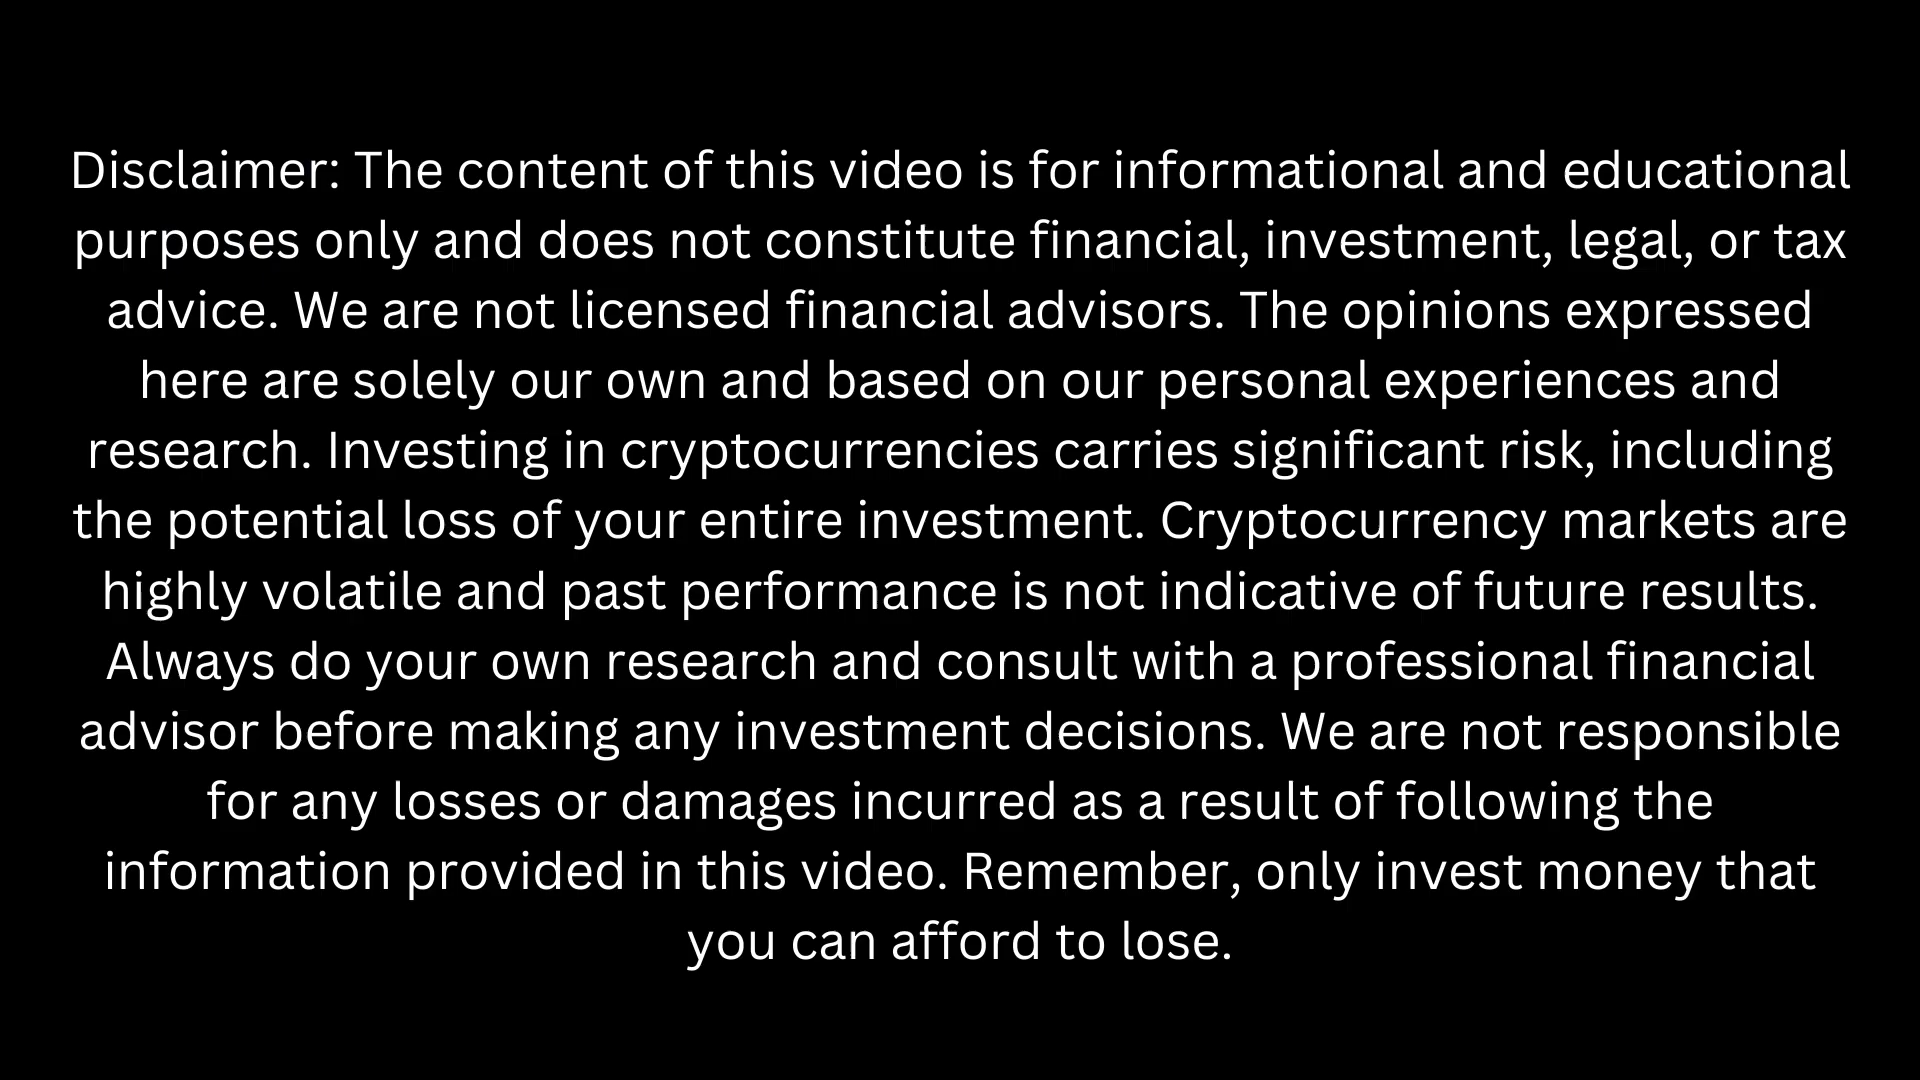 Disclaimer: The content of this video is for informational and educational
purposes only and does not constitute financial, investment, legal, or tax
advice. We are not licensed financial advisors. The opinions expressed
here are solely our own and based on our personal experiences and
research. Investing in cryptocurrencies carries significant risk, including
the potential loss of your entire investment. Cryptocurrency markets are
highly volatile and past performance is not indicative of future results.
Always do your own research and consult with a professional financial
advisor before making any investment decisions. We are not responsible
for any losses or damages incurred as a result of following the
information provided in this video. Remember, only invest money that
you can afford to lose.